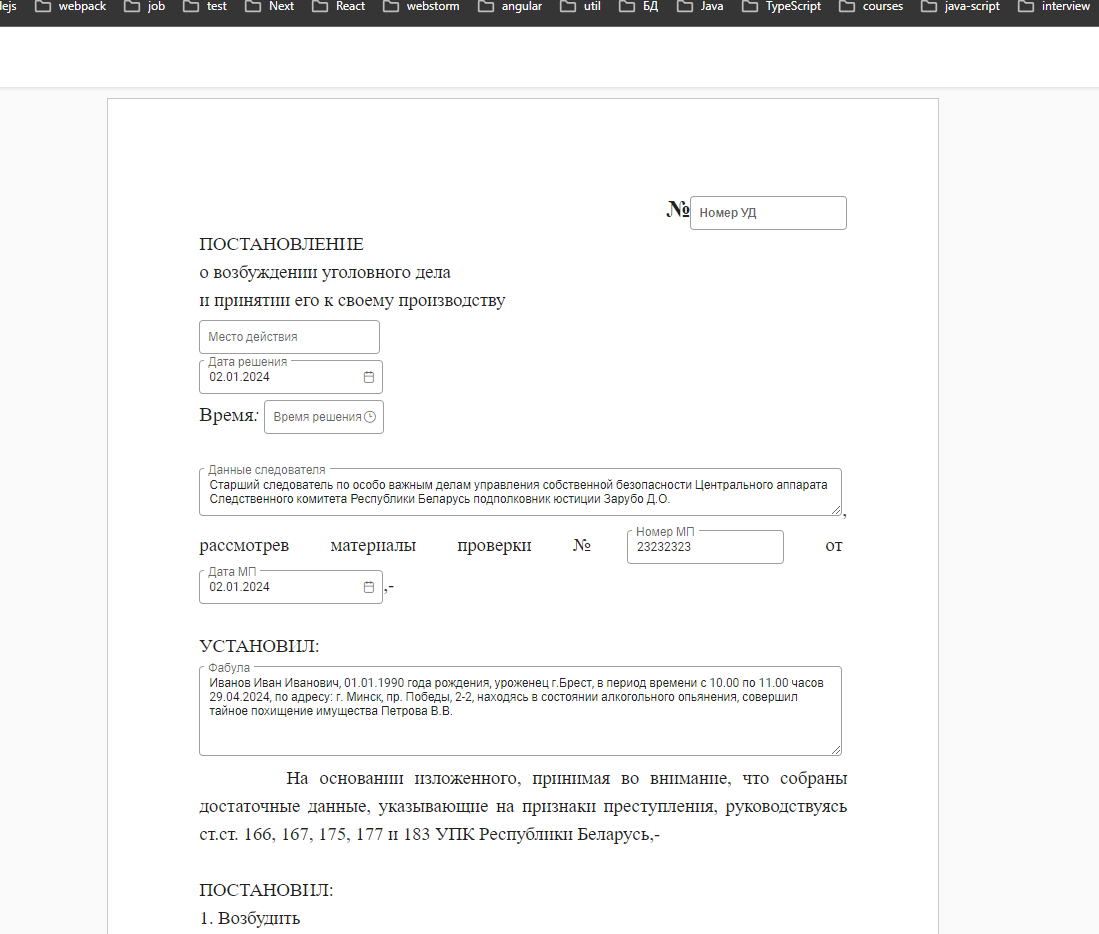 ejs webpack job test Next React webstorm angular util БД Java TypeScript courses java-script interview
№ Номер УД
ПОСТАНОВЛЕНИЕ
о возбуждении уголовного дела
и принятии его к своему производству
Место действия
Дата решения
02.01.2024
Время: Время решения
Данные следователя
Старший следователь по особо важным делам управления собственной безопасности Центрального аппарата
Следственного комитета Республики Беларусь подполковник юстиции Зарубо Д.О.
,
Номер МП
рассмотрев материалы проверки № 23232323 от
Дата МП
02.01.2024 ,-
УСТАНОВИЛ:
Фабула
Иванов Иван Иванович, 01.01.1990 года рождения, уроженец г.Брест, в период времени с 10.00 по 11.00 часов
29.04.2024, по адресу: г. Минск, пр. Победы, 2-2, находясь в состоянии алкогольного опьянения, совершил
тайное похищение имущества Петрова В.В.
На основании изложенного, принимая во внимание, что собраны
достаточные данные, указывающие на признаки преступления, руководствуясь
ст.ст. 166, 167, 175, 177 и 183 УПК Республики Беларусь,-
ПОСТАНОВИЛ:
1. Возбудить